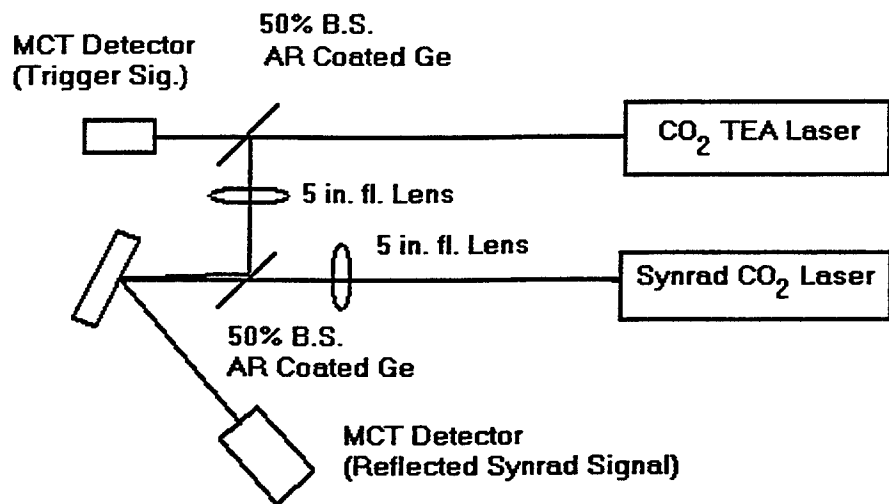 50% B.S.
AR Coated Ge
MCT Detector
(Trigger Sig.)
CO2 TEA Laser
5 in. fl. Lens
5 in. fl. Lens
Synrad CO2 Laser
50% B.S.
AR Coated Ge
MCT Detector
(Reflected Synrad Signal)